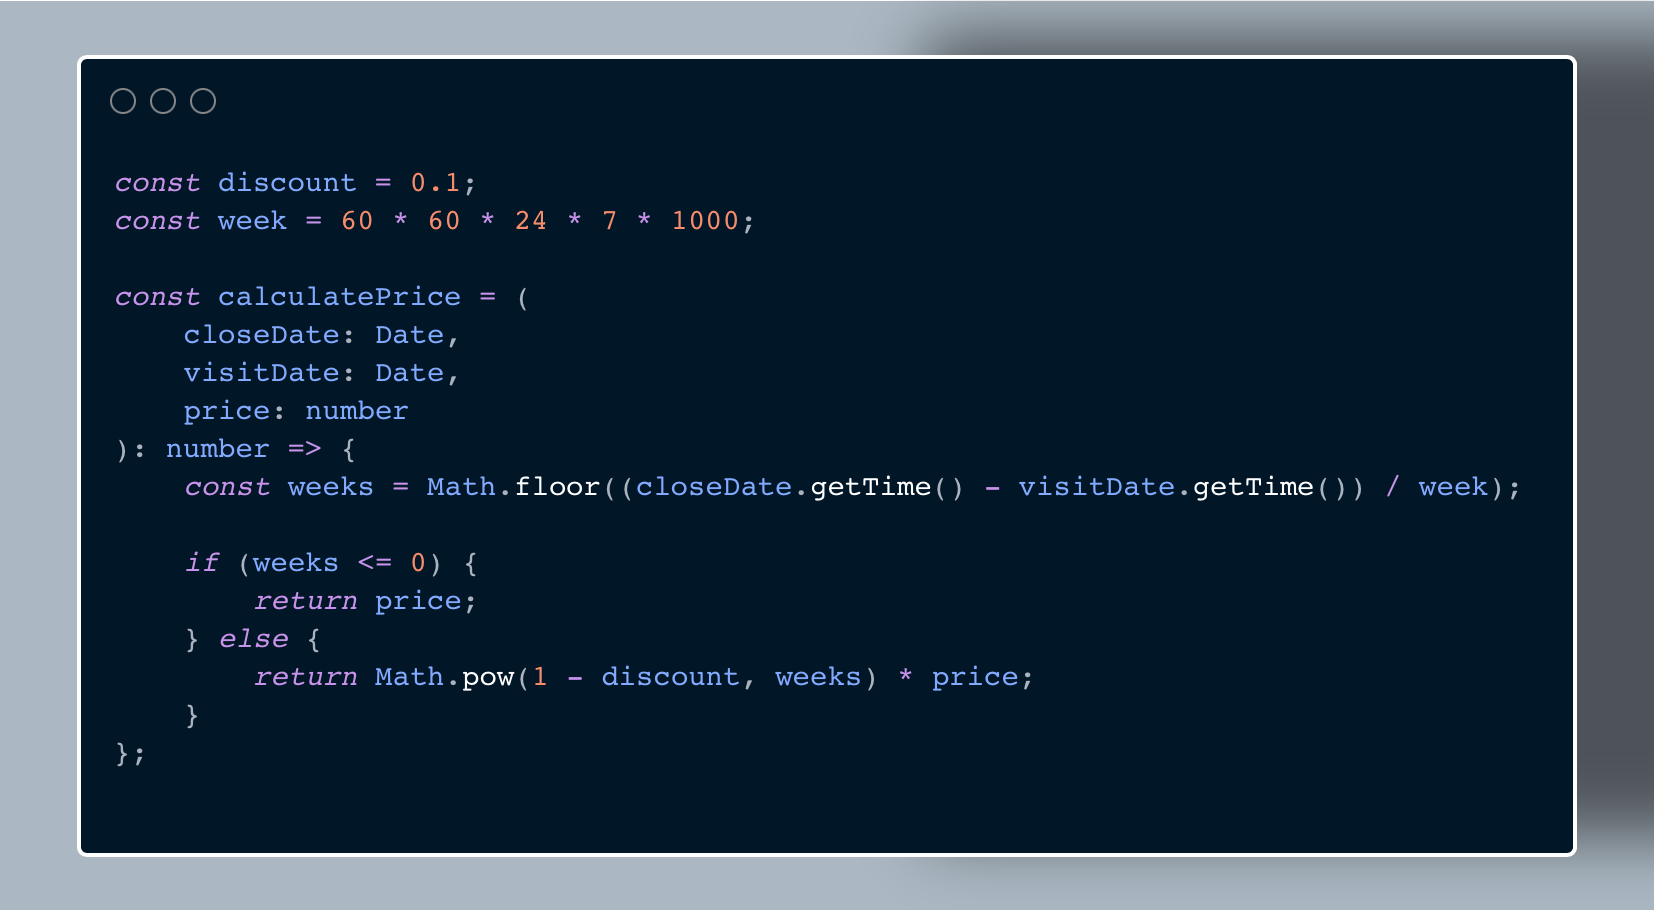 const discount = 0.1;
const week = 60 * 60 * 24 * 7 * 1000;
const calculatePrice = (
    closeDate: Date,
    visitDate: Date,
    price: number
): number => {
    const weeks = Math.floor((closeDate.getTime() - visitDate.getTime()) / week);
    if (weeks <= 0) {
        return price;
    } else {
        return Math.pow(1 - discount, weeks) * price;
    }
};